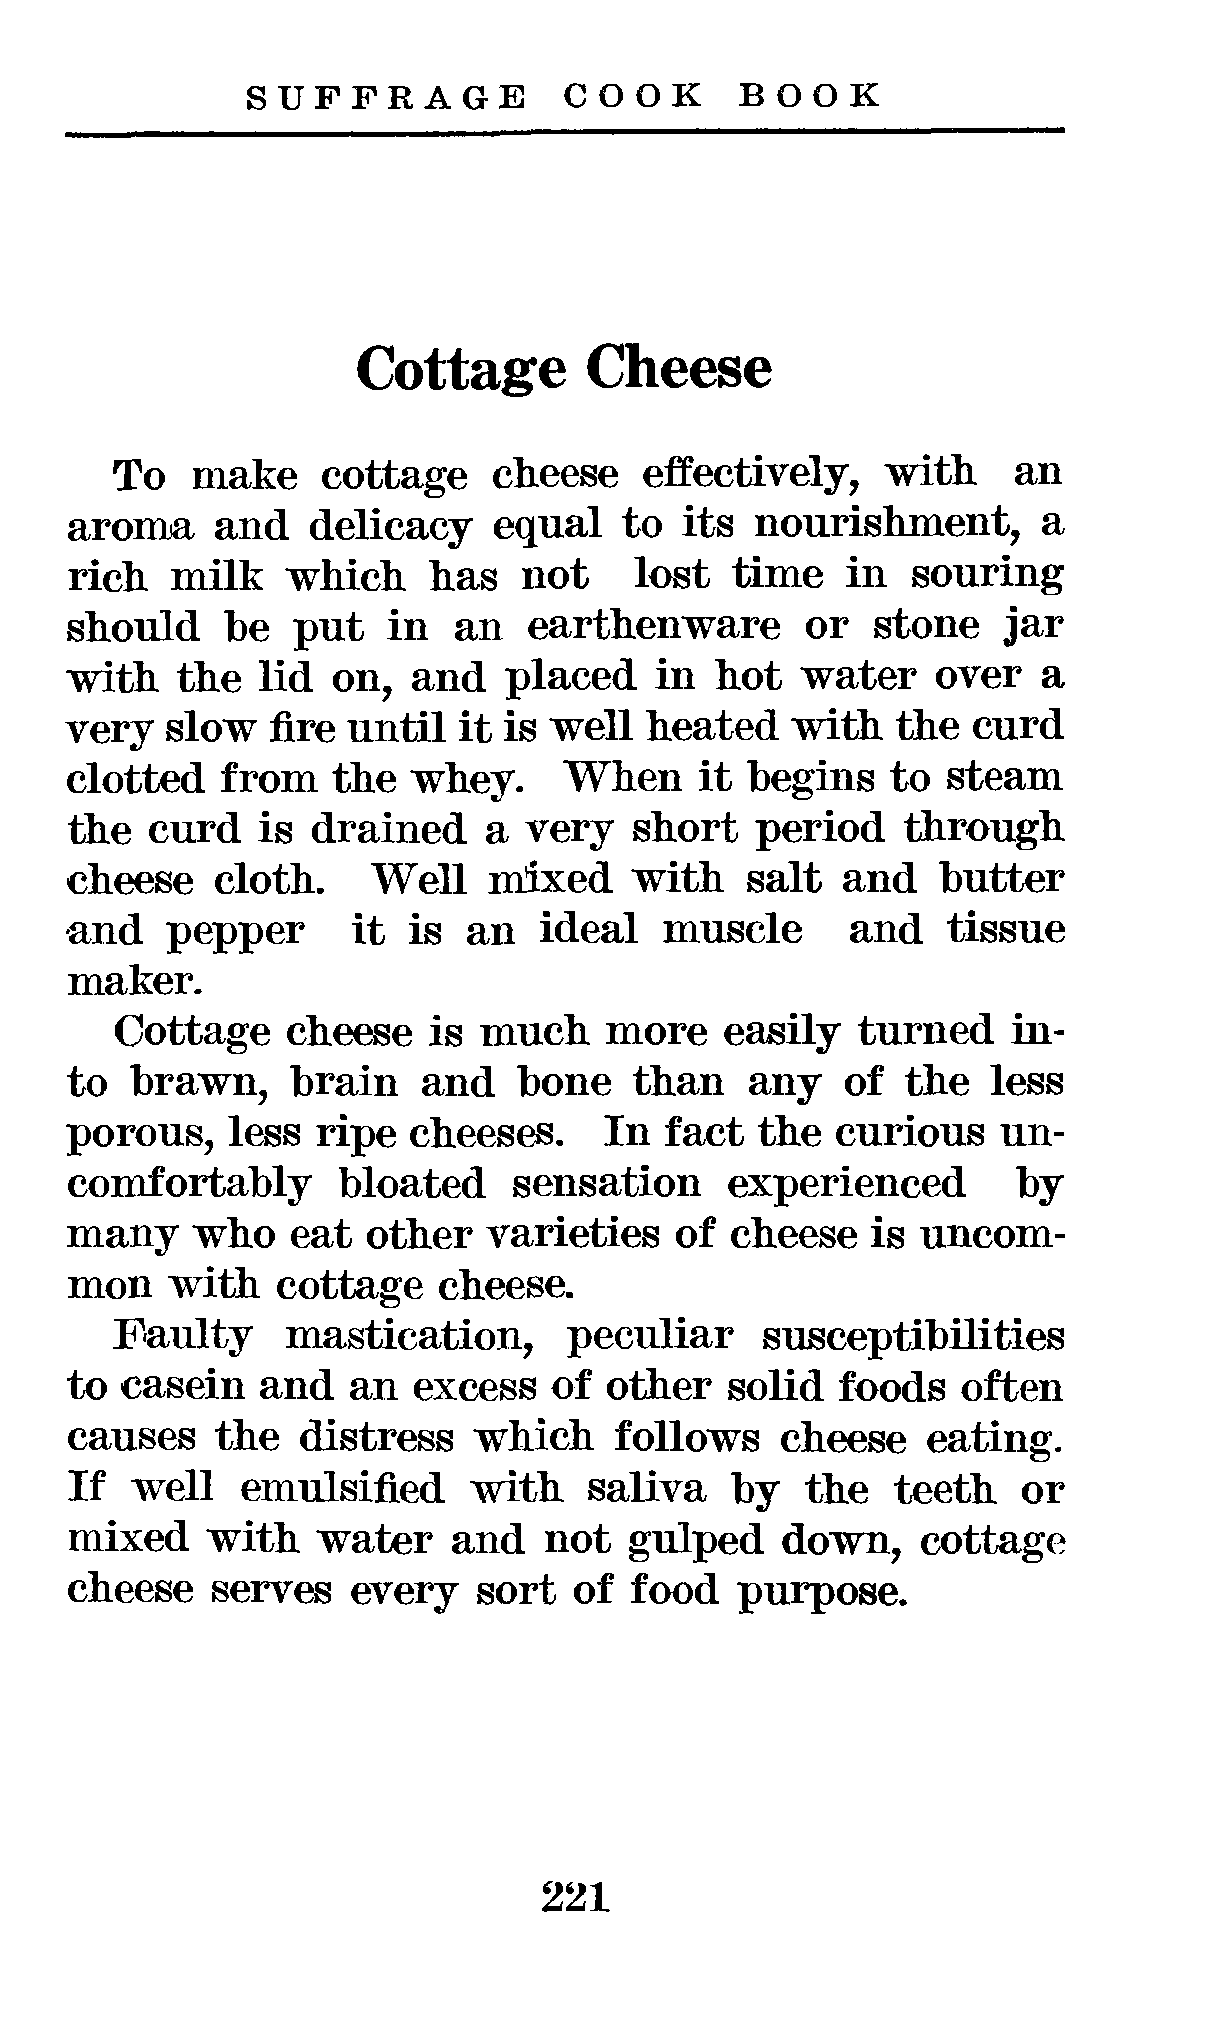 SUFFRAGE COOK BOOK
Cottage Cheese
To make cottage cheese effectively, with an
aroma and delicacy equal to its nourishment, a
rich milk which has not lost time in souring
should be put in an earthenware or stone jar
with the lid on, and placed in hot water over a
very slow fire until it is well heated with the curd
clotted from the whey. When it begins to steam
the curd is drained a very short period through
cheese cloth. Well mixed with salt and butter
and pepper it is an ideal muscle and tissue
maker.
Cottage cheese is much more easily turned in-
to brawn, brain and bone than any of the less
porous, less ripe cheeses. In fact the curious un-
comfortably bloated sensation experienced by
many who eat other varieties of cheese is uncom-
mon with cottage cheese.
Faulty mastication, peculiar susceptibilities
to casein and an excess of other solid foods often
causes the distress which follows cheese eating.
If well emulsified with saliva by the teeth or
mixed with water and not gulped down, cottage
cheese serves every sort of food purpose.
221